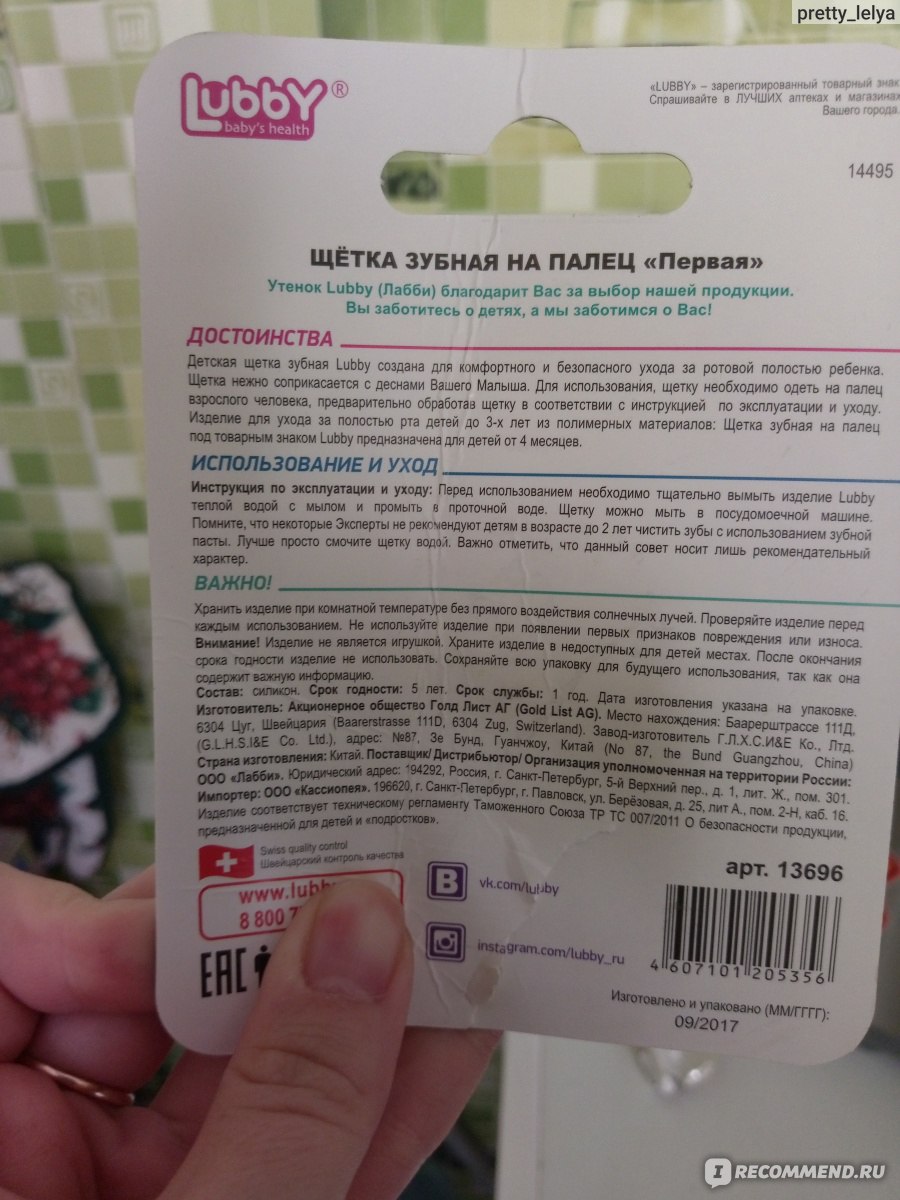 pretty_lelya
Lubby®
baby's health
«LUBBY» – зарегистрированный товарный знак
Спрашивайте в ЛУЧШИХ аптеках и магазинах
Вашего города.
14495
ЩЁТКА ЗУБНАЯ НА ПАЛЕЦ «Первая»
Утенок Lubby (Лабби) благодарит Вас за выбор нашей продукции.
Вы заботитесь о детях, а мы заботимся о Вас!
ДОСТОИНСТВА
Детская щетка зубная Lubby создана для комфортного и безопасного ухода за ротовой полостью ребенка.
Щетка нежно соприкасается с деснами Вашего Малыша. Для использования, щетку необходимо одеть на палец
взрослого человека, предварительно обработав щетку в соответствии с инструкцией по эксплуатации и уходу.
Изделие для ухода за полостью рта детей до 3-х лет из полимерных материалов: Щетка зубная на палец
под товарным знаком Lubby предназначена для детей от 4 месяцев.
ИСПОЛЬЗОВАНИЕ И УХОД
Инструкция по эксплуатации и уходу: Перед использованием необходимо тщательно вымыть изделие Lubby
теплой водой с мылом и промыть в проточной воде. Щетку можно мыть в посудомоечной машине.
Помните, что некоторые Эксперты не рекомендуют детям в возрасте до 2 лет чистить зубы с использованием зубной
пасты. Лучше просто смочите щетку водой. Важно отметить, что данный совет носит лишь рекомендательный
характер.
ВАЖНО!
Хранить изделие при комнатной температуре без прямого воздействия солнечных лучей. Проверяйте изделие перед
каждым использованием. Не используйте изделие при появлении первых признаков повреждения или износа.
Внимание! Изделие не является игрушкой. Храните изделие в недоступных для детей местах. После окончания
срока годности изделие не использовать. Сохраняйте всю упаковку для будущего использования, так как она
содержит важную информацию.
Состав: силикон. Срок годности: 5 лет. Срок службы: 1 год. Дата изготовления указана на упаковке.
Изготовитель: Акционерное общество Голд Лист АГ (Gold List AG). Место нахождения: Баарерштрассе 111Д,
6304 Цуг, Швейцария (Baarerstrasse 111D, 6304 Zug, Switzerland). Завод-изготовитель Г.Л.Х.С.И&Е Ко., Лтд.
(G.L.H.S.I&E Co. Ltd.), адрес: №87, Зе Бунд, Гуанчжоу, Китай (No 87, the Bund Guangzhou, China)
Страна изготовления: Китай. Поставщик/ Дистрибьютор/ Организация уполномоченная на территории России:
ООО «Лабби». Юридический адрес: 194292, Россия, г. Санкт-Петербург, 5-й Верхний пер., д. 1, лит. Ж., пом. 301.
Импортер: ООО «Кассиопея». 196620, г. Санкт-Петербург, г. Павловск, ул. Берёзовая, д. 25, лит А., пом. 2-Н, каб. 16.
Изделие соответствует техническому регламенту Таможенного Союза ТР ТС 007/2011 О безопасности продукции,
предназначенной для детей и «подростков».
Swiss quality control
Швейцарский контроль качества
арт. 13696
www.lubb
8 800 7
vk.com/lubby
instagram.com/lubby_ru
EAC
4 607101 205356
Изготовлено и упаковано (ММ/ГГГГ):
09/2017
IRECOMMEND.RU